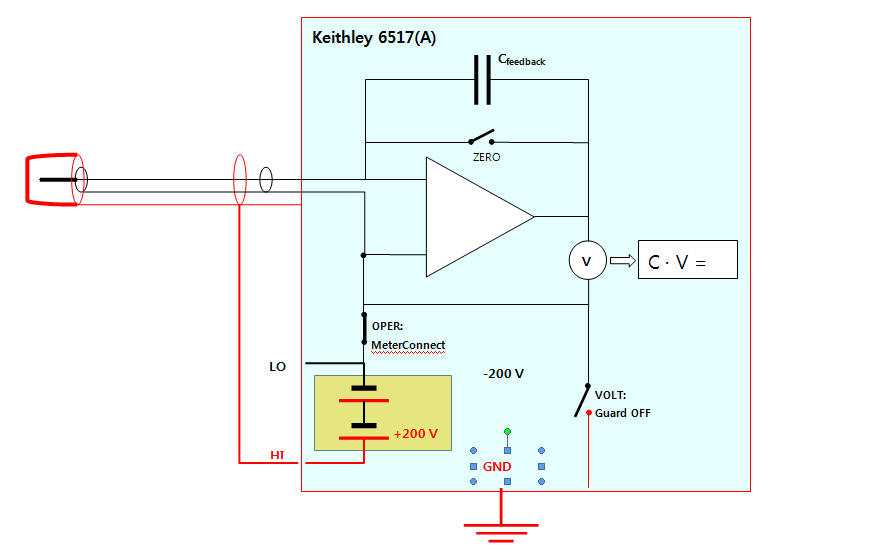 Keithley 6517(A)
Cfeedback
ZERO
V
C · V =
OPER:
MeterConnect
LO
-200 V
VOLT:
Guard OFF
+200 V
HI
GND